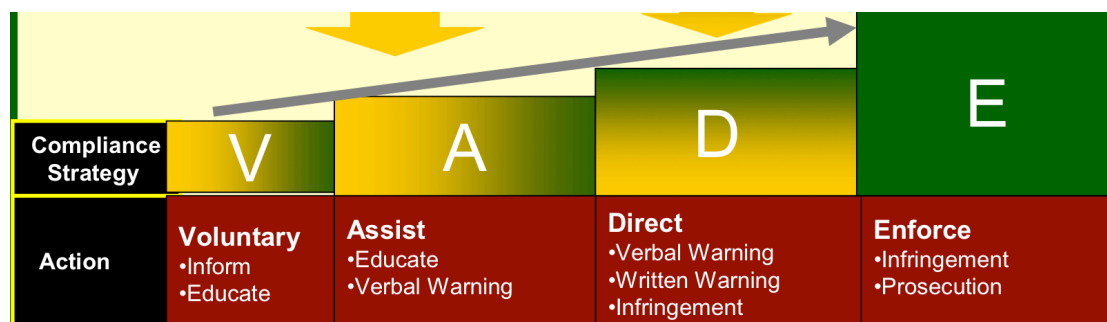 Compliance
Strategy
V
A
D
E
Action
Voluntary
•Inform
•Educate
Assist
•Educate
•Verbal Warning
Direct
•Verbal Warning
•Written Warning
•Infringement
Enforce
•Infringement
•Prosecution